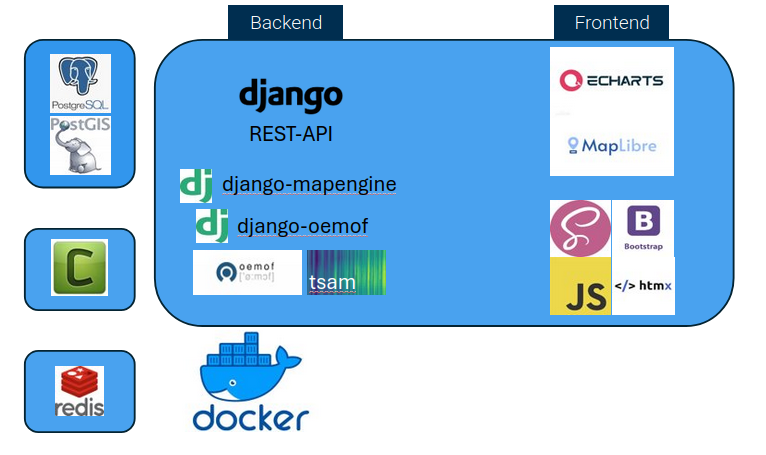 Backend
Frontend
PostgreSQL
PostGIS
django
REST-API
dj django-mapengine
dj django-oemof
oemof
['ø:mɔf]
tsam
ECHARTS
MapLibre
S
B
Bootstrap
JS
</> htmx
C
redis
docker